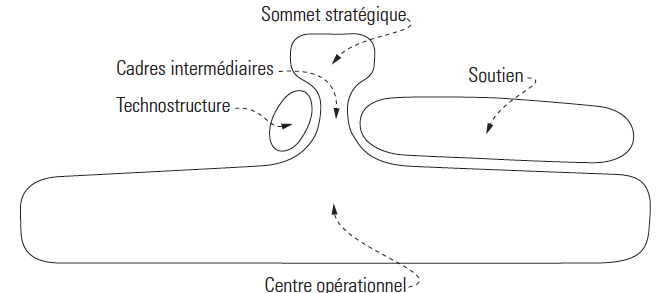 Sommet stratégique
Cadres intermédiaires
Soutien
Technostructure
Centre opérationnel